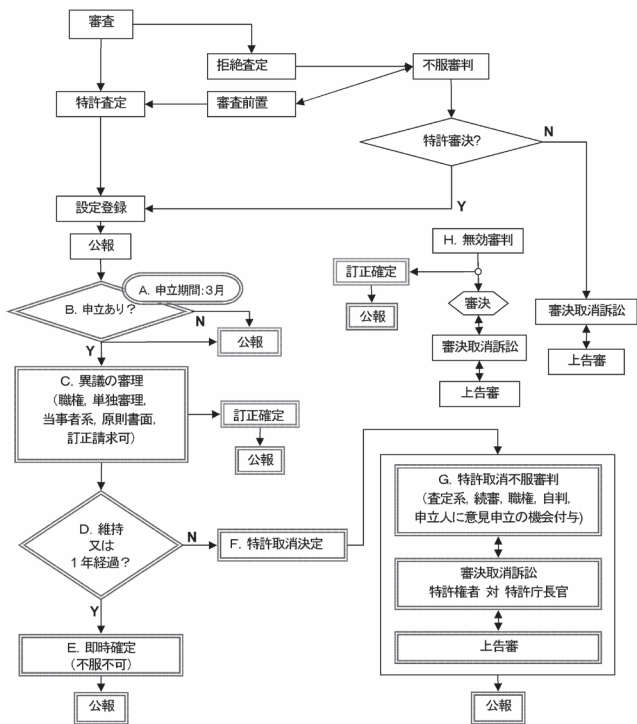 審査
拒絶査定
不服審判
特許査定
審査前置
特許審決?
N
Y
設定登録
公報
A. 申立期間:3月
B. 申立あり?
N
Y
公報
H. 無効審判
訂正確定
公報
審決
審決取消訴訟
上告審
審決取消訴訟
上告審
C. 異議の審理
(職権, 単独審理,
当事者系, 原則書面,
訂正請求可)
訂正確定
公報
D. 維持
又は
1年経過?
N
Y
F. 特許取消決定
G. 特許取消不服審判
(査定系, 続審, 職権, 自判,
申立人に意見申立の機会付与)
審決取消訴訟
特許権者 対 特許庁長官
上告審
公報
E. 即時確定
(不服不可)
公報